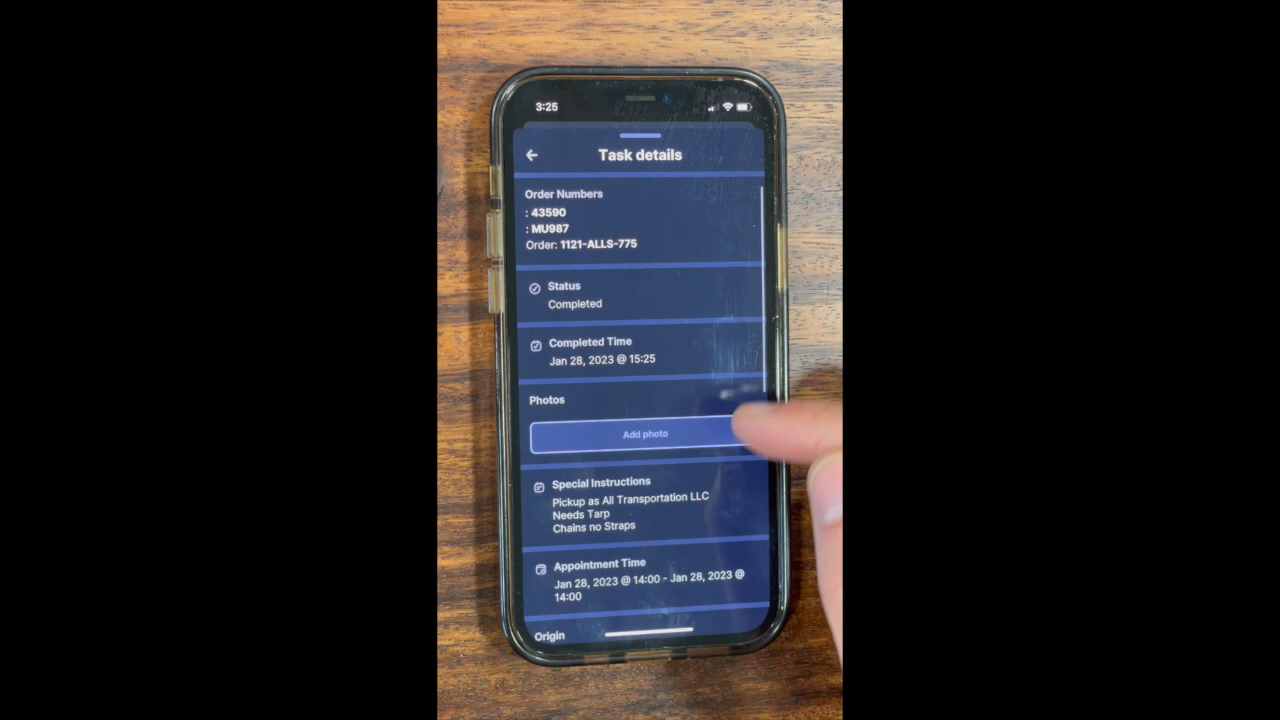 3:25
Task details
Order Numbers
: 43590
: MU987
Order: 1121-ALLS-775
Status
Completed
Completed Time
Jan 28, 2023 @ 15:25
Photos
Add photo
Special Instructions
Pickup as All Transportation LLC
Needs Tarp
Chains no Straps
Appointment Time
Jan 28, 2023 @ 14:00 - Jan 28, 2023 @
14:00
Origin